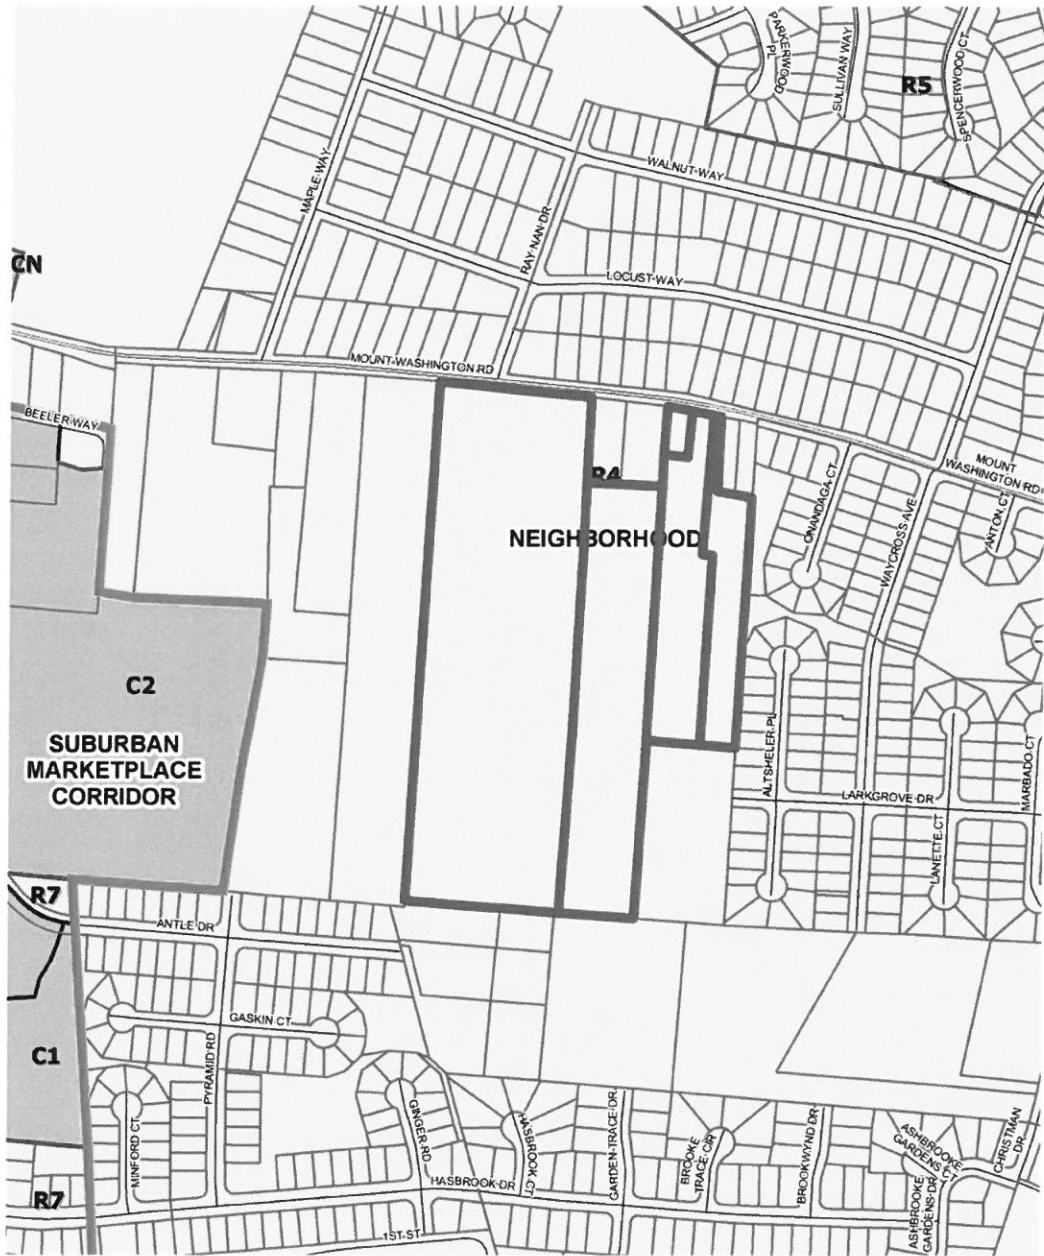 PARKERWOOD
PL
SULLIVAN WAY
SPENCERWOOD CT
R5
WALNUT WAY
MAPLE WAY
RAY NAN DR
CN
LOCUST WAY
MOUNT WASHINGTON RD
BEELER WAY
R4
NEIGHBORHOOD
ONANDAGA CT
WAYCROSS AVE
MOUNT
WASHINGTON RD
ANTON CT
C2
SUBURBAN
MARKETPLACE
CORRIDOR
ALTSHELER PL
LARKGROVE DR
LANELTE CT
MARBADO CT
R7
ANTLE DR
GASKIN CT
PYRAMID RD
C1
MINFORD CT
GINGER RD
HASBROOK CT
GARDEN TRACE DR
BROOKE
TRACE CIR
BROOKWYND DR
ASHBROOKE
GARDENS CT
CHRISTMAN
DR
HASBROOK DR
ASHBROOKE
GARDENS DR
R7
1ST ST